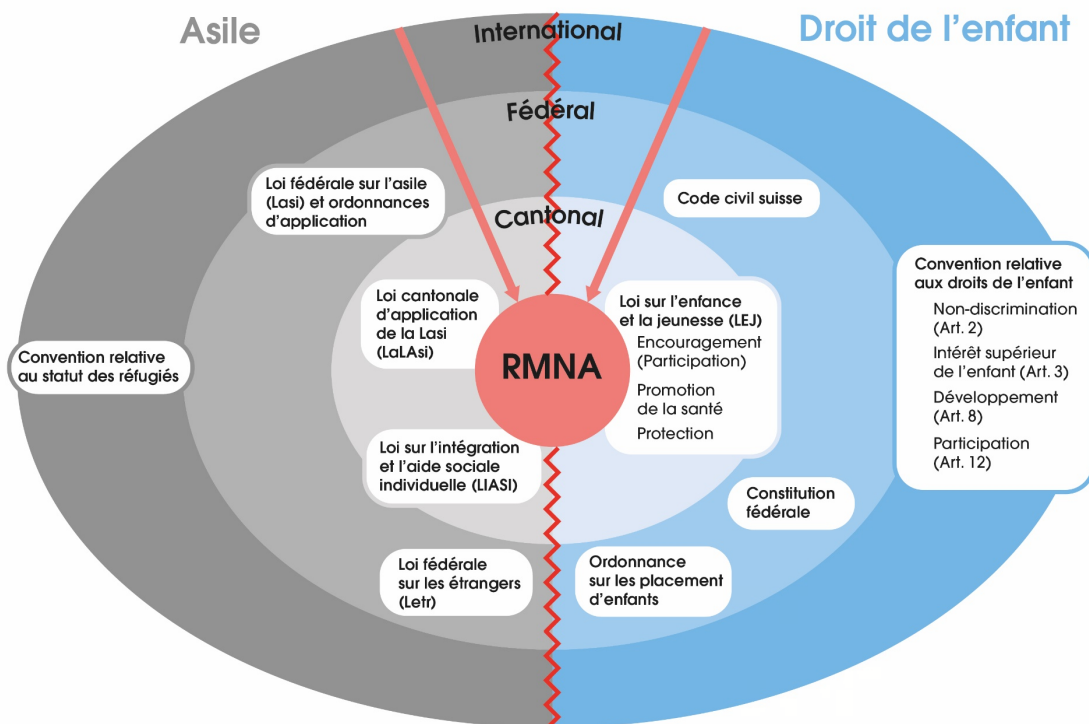 Asile
International
Droit de l'enfant
Fédéral
Loi fédérale sur l'asile
(Lasi) et ordonnances
d'application
Code civil suisse
Cantonal
Convention relative
aux droits de l'enfant
Non-discrimination
(Art. 2)
Intérêt supérieur
de l'enfant (Art. 3)
Développement
(Art. 8)
Participation
(Art. 12)
Loi cantonale
d'application
de la Lasi
(LaLAsi)
Loi sur l'enfance
et la jeunesse (LEJ)
Encouragement
(Participation)
Promotion
de la santé
Protection
Convention relative
au statut des réfugiés
RMNA
Loi sur l'intégration
et l'aide sociale
individuelle (LIASI)
Constitution
fédérale
Loi fédérale
sur les étrangers
(Letr)
Ordonnance
sur les placement
d'enfants